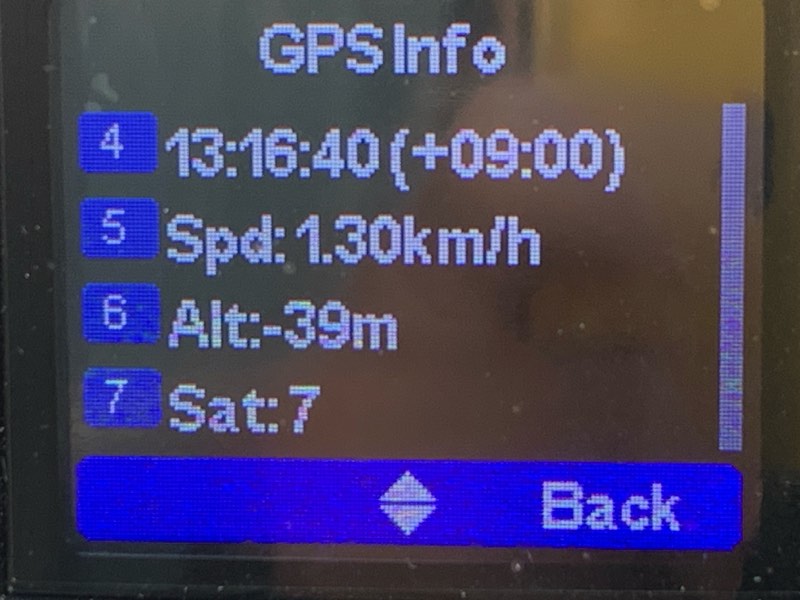 GPS Info
4 13:16:40 (+09:00)
5 Spd: 1.30km/h
6 Alt:-39m
7 Sat: 7
Back